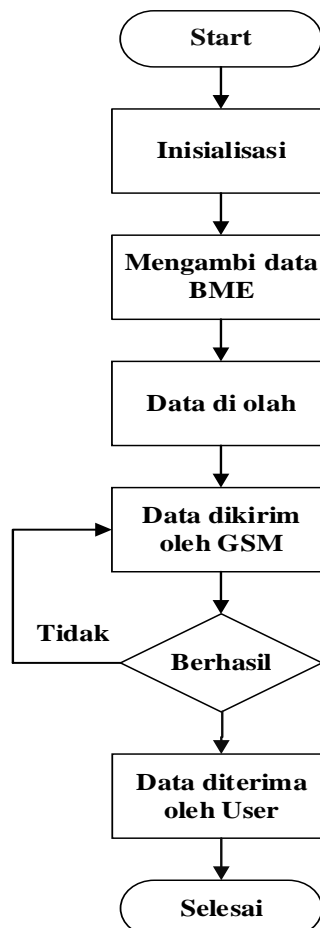 Start
Inisialisasi
Mengambi data
BME
Data di olah
Data dikirim
oleh GSM
Tidak
Berhasil
Data diterima
oleh User
Selesai